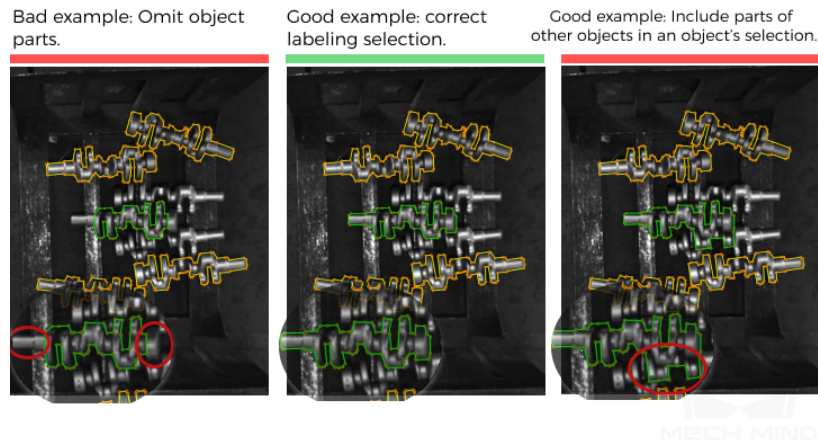 Bad example: Omit object
parts.
Good example: correct
labeling selection.
Good example: Include parts of
other objects in an object's selection.
MECH MIND